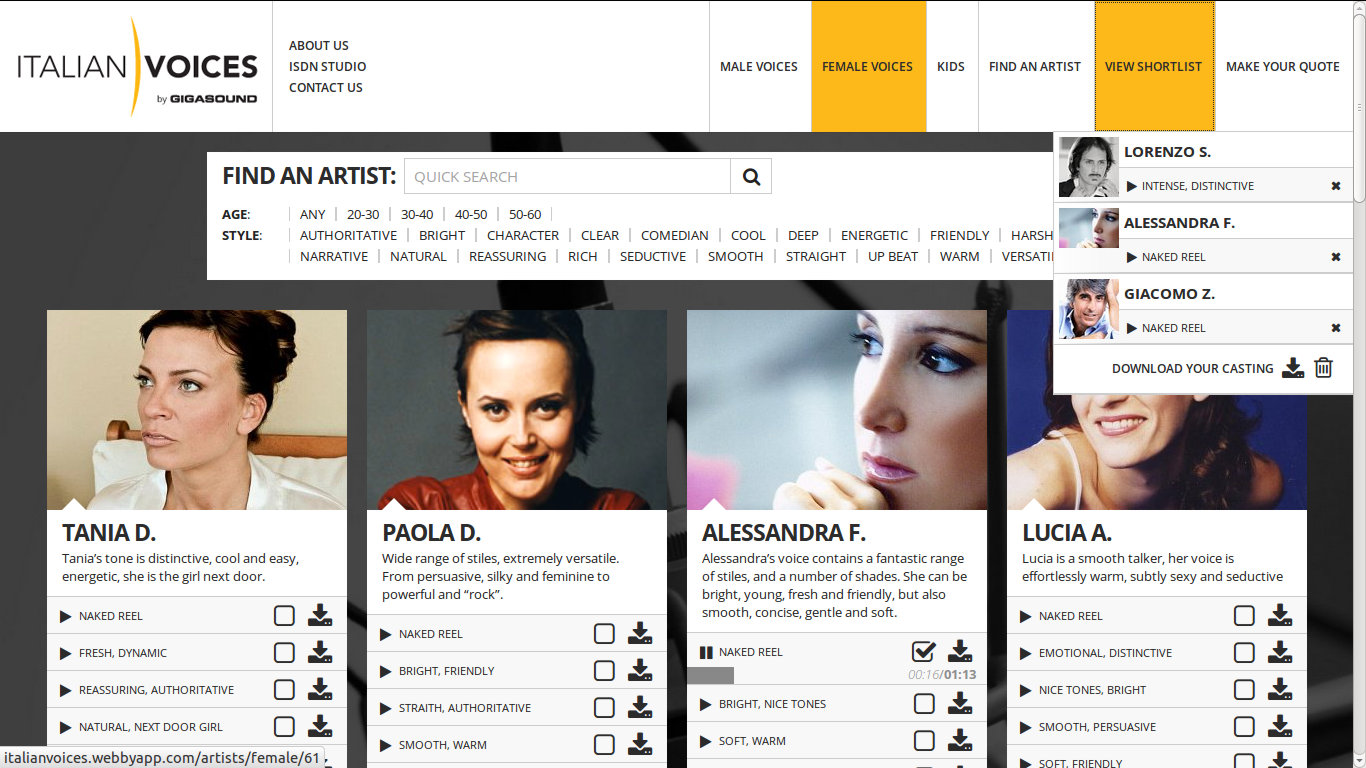 ITALIAN VOICES
by GIGASOUND
ABOUT US
ISDN STUDIO
CONTACT US
MALE VOICES
FEMALE VOICES
KIDS
FIND AN ARTIST
VIEW SHORTLIST
MAKE YOUR QUOTE
LORENZO S.
INTENSE, DISTINCTIVE
ALESSANDRA F.
NAKED REEL
GIACOMO Z.
NAKED REEL
DOWNLOAD YOUR CASTING
FIND AN ARTIST:
QUICK SEARCH
AGE: ANY 20-30 30-40 40-50 50-60
STYLE: AUTHORITATIVE BRIGHT CHARACTER CLEAR COMEDIAN COOL DEEP ENERGETIC FRIENDLY HARSH
NARRATIVE NATURAL REASSURING RICH SEDUCTIVE SMOOTH STRAIGHT UP BEAT WARM VERSATI
TANIA D.
Tania's tone is distinctive, cool and easy,
energetic, she is the girl next door.
NAKED REEL
FRESH, DYNAMIC
REASSURING, AUTHORITATIVE
NATURAL, NEXT DOOR GIRL
PAOLA D.
Wide range of stiles, extremely versatile.
From persuasive, silky and feminine to
powerful and “rock”.
NAKED REEL
BRIGHT, FRIENDLY
STRAITH, AUTHORITATIVE
SMOOTH, WARM
ALESSANDRA F.
Alessandra's voice contains a fantastic range
of stiles, and a number of shades. She can be
bright, young, fresh and friendly, but also
smooth, concise, gentle and soft.
NAKED REEL
00:16/01:13
BRIGHT, NICE TONES
SOFT, WARM
LUCIA A.
Lucia is a smooth talker, her voice is
effortlessly warm, subtly sexy and seductive
NAKED REEL
EMOTIONAL, DISTINCTIVE
NICE TONES, BRIGHT
SMOOTH, PERSUASIVE
SOFT, FRIENDLY
italianvoices.webbyapp.com/artists/female/61